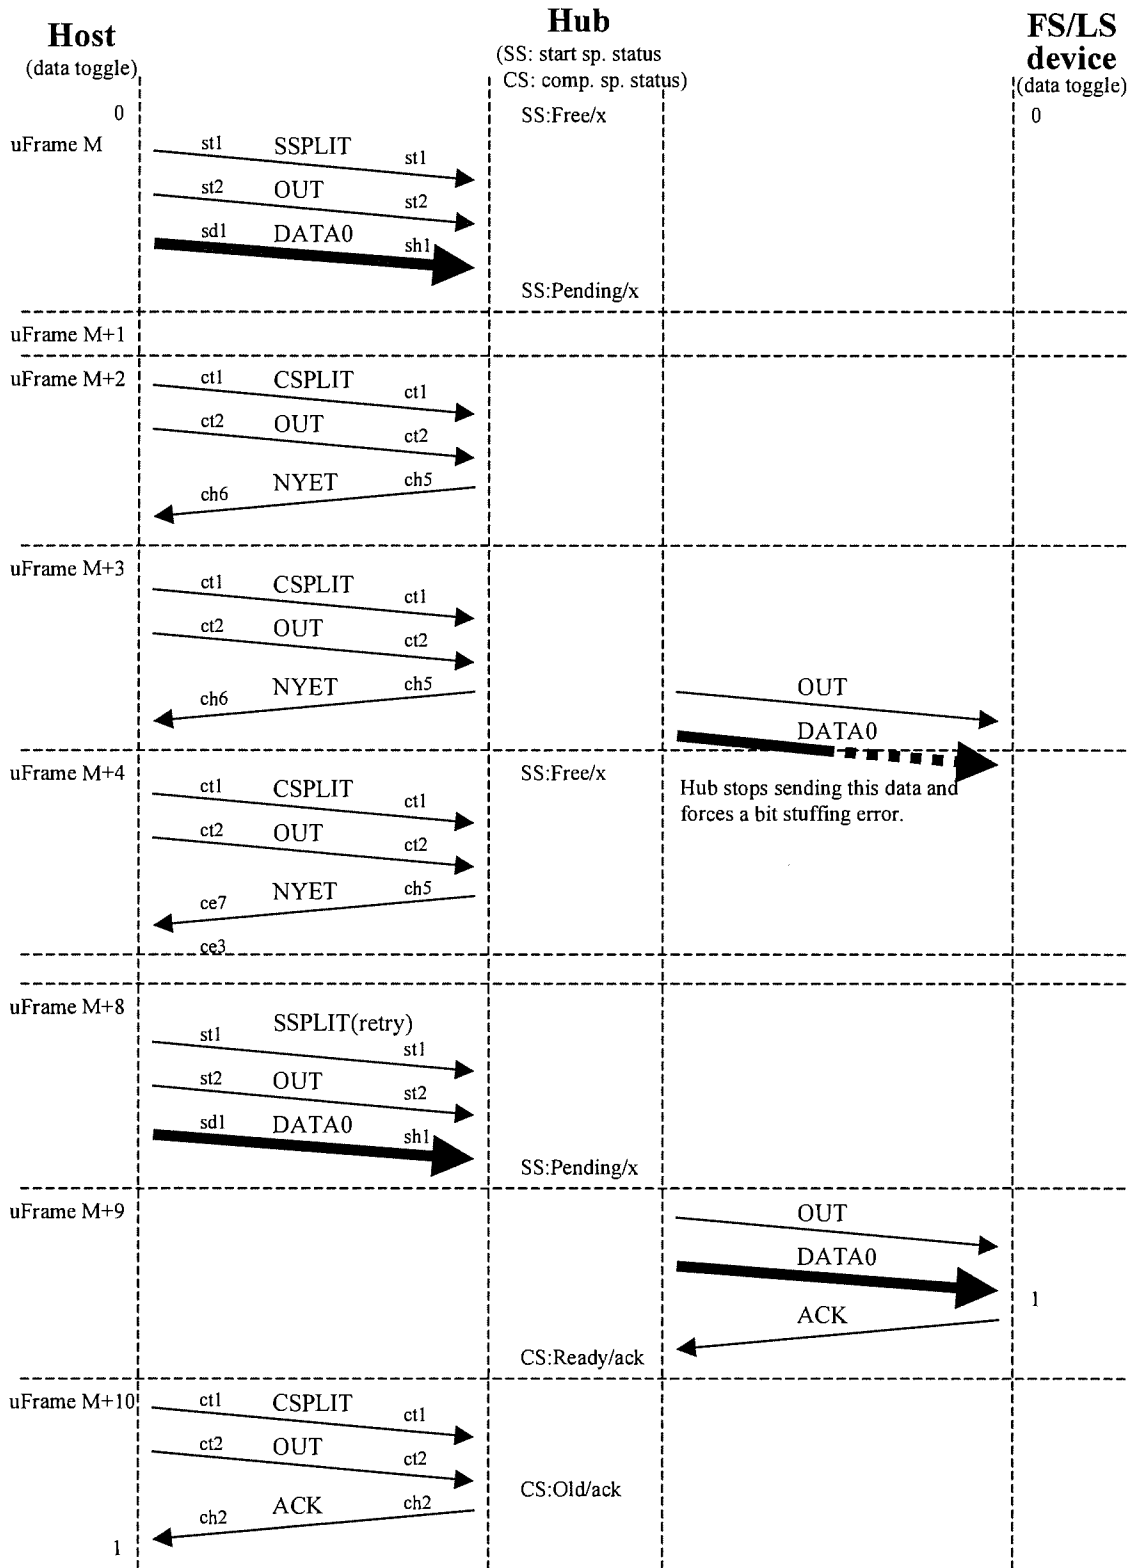 Host
(data toggle)
Hub
(SS: start sp. status
CS: comp. sp. status)
FS/LS
device
(data toggle)
0
SS:Free/x
0
uFrame M
st1 SSPLIT st1
st2 OUT st2
sd1 DATA0 sh1
SS:Pending/x
uFrame M+1
uFrame M+2
ct1 CSPLIT ct1
ct2 OUT ct2
ch6 NYET ch5
uFrame M+3
ct1 CSPLIT ct1
ct2 OUT ct2
ch6 NYET ch5
OUT
DATA0
uFrame M+4
SS:Free/x
Hub stops sending this data and
forces a bit stuffing error.
ct1 CSPLIT ct1
ct2 OUT ct2
ce7 NYET ch5
ce3
uFrame M+8
st1 SSPLIT(retry) st1
st2 OUT st2
sd1 DATA0 sh1
SS:Pending/x
uFrame M+9
OUT
DATA0
1
ACK
CS:Ready/ack
uFrame M+10
ct1 CSPLIT ct1
ct2 OUT ct2
CS:Old/ack
ch2 ACK ch2
1